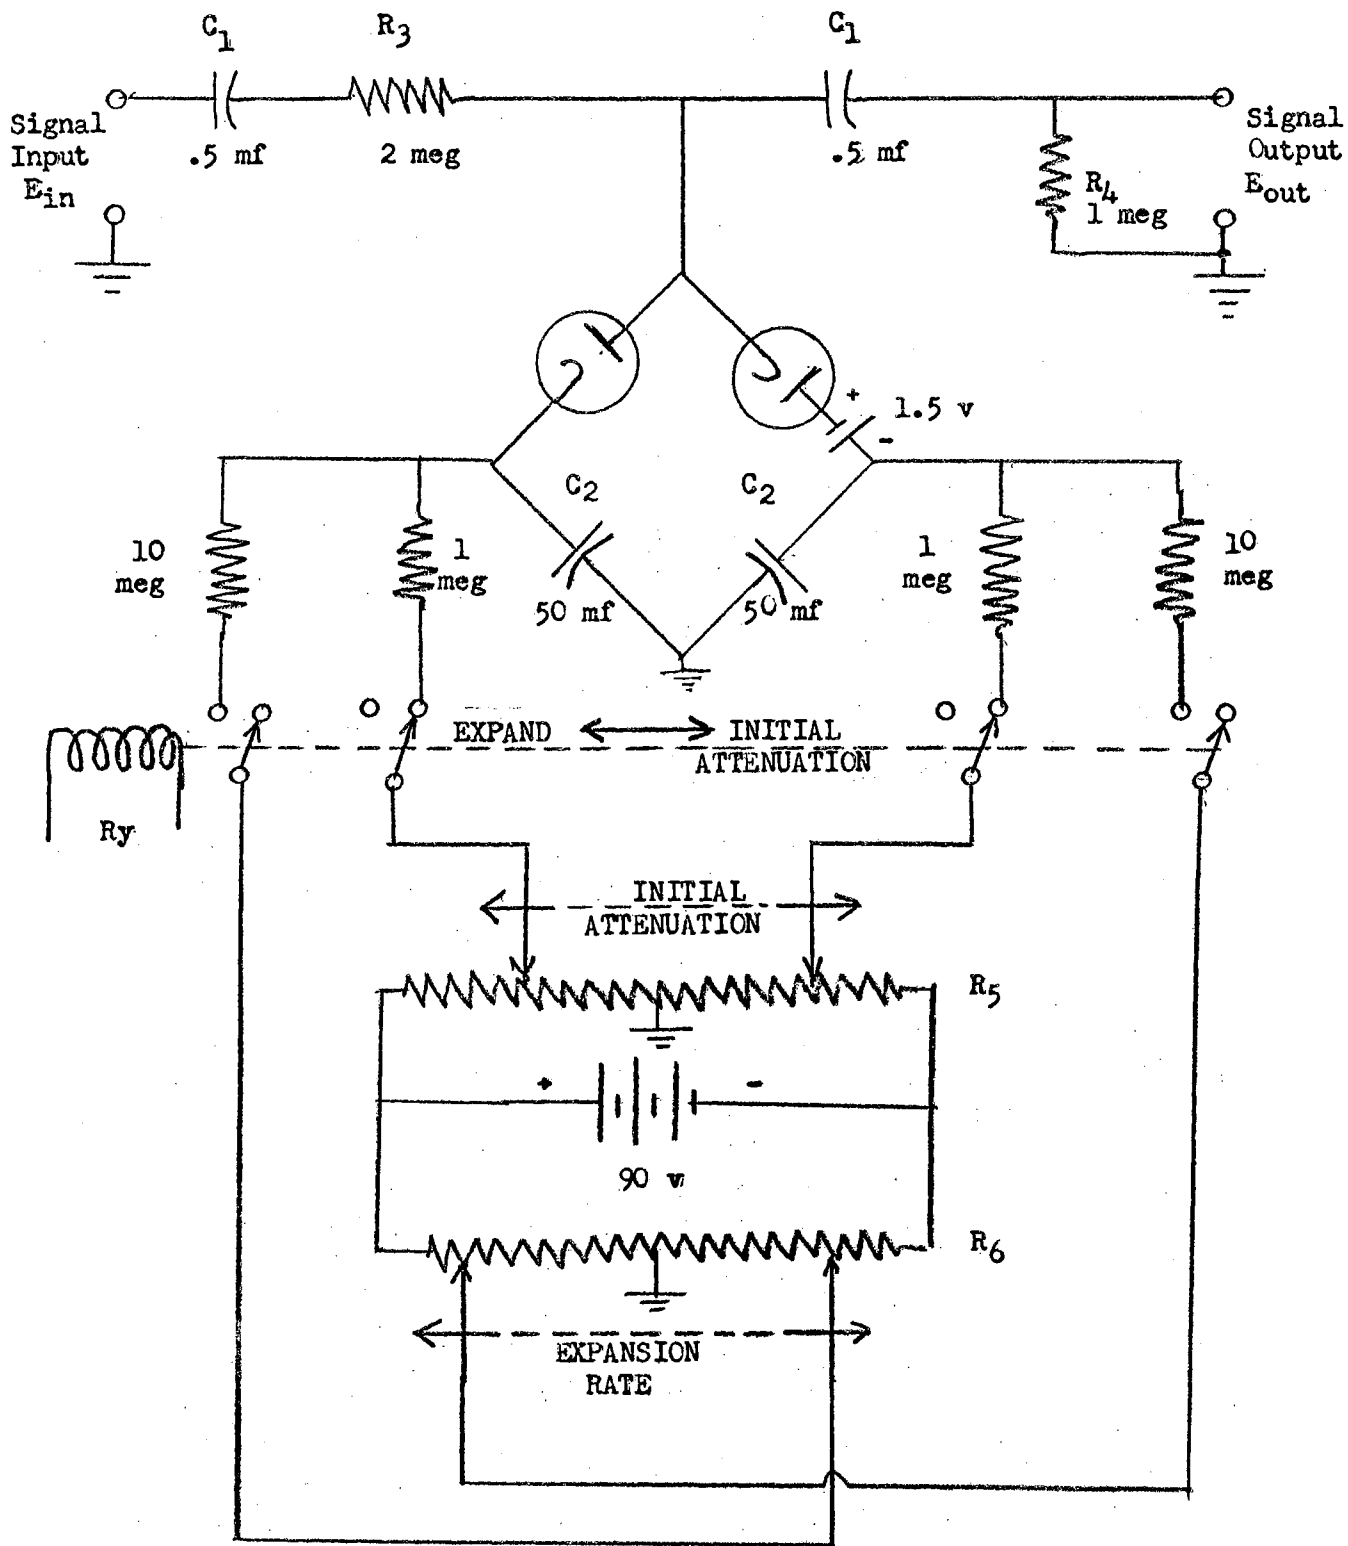 C1
R3
C1
Signal
Input
Ein
.5 mf
2 meg
.5 mf
Signal
Output
Eout
R4
1 meg
+
1.5 v
-
C2
C2
10
meg
1
meg
50 mf
50 mf
1
meg
10
meg
EXPAND
INITIAL
ATTENUATION
Ry
INITIAL
ATTENUATION
R5
+
-
90 v
R6
EXPANSION
RATE